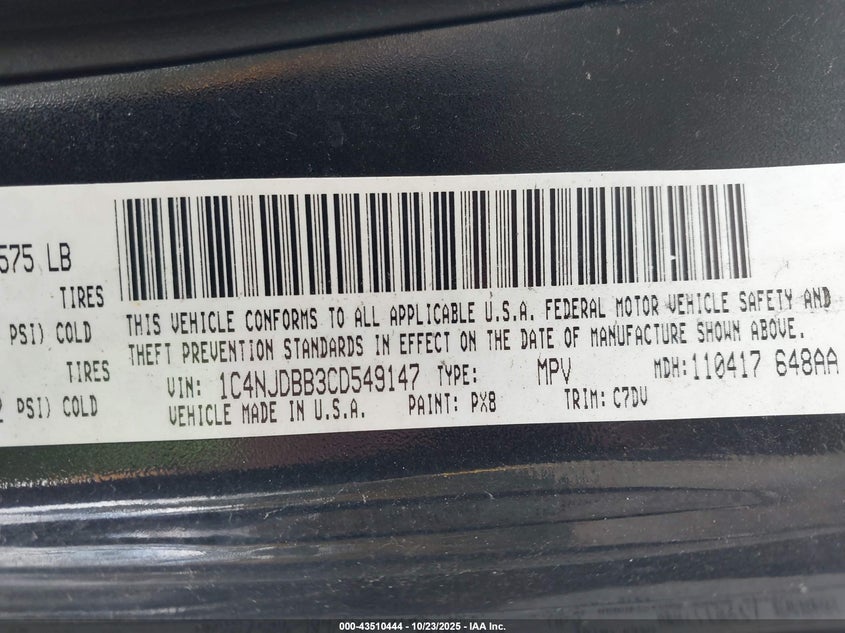 575 LB
TIRES
PSI) COLD
TIRES
PSI) COLD
THIS VEHICLE CONFORMS TO ALL APPLICABLE U.S.A. FEDERAL MOTOR VEHICLE SAFETY AND
THEFT PREVENTION STANDARDS IN EFFECT ON THE DATE OF MANUFACTURE SHOWN ABOVE.
VIN: 1C4NJDBB3CD549147 TYPE: MPV MDH:110417 648AA
VEHICLE MADE IN U.S.A. PAINT: PX8 TRIM: C7DV
000-43510444 - 10/23/2025 - IAA Inc.